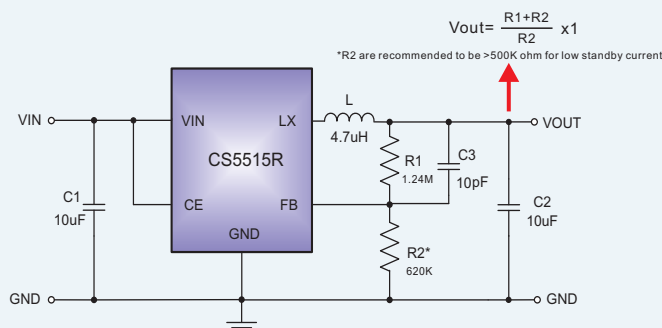 Vout= R1+R2 / R2 x1
*R2 are recommended to be >500K ohm for low standby current
VIN
VIN
LX
L
4.7uH
VOUT
CS5515R
R1
1.24M
C3
10pF
C1
10uF
CE
FB
C2
10uF
GND
R2*
620K
GND
GND